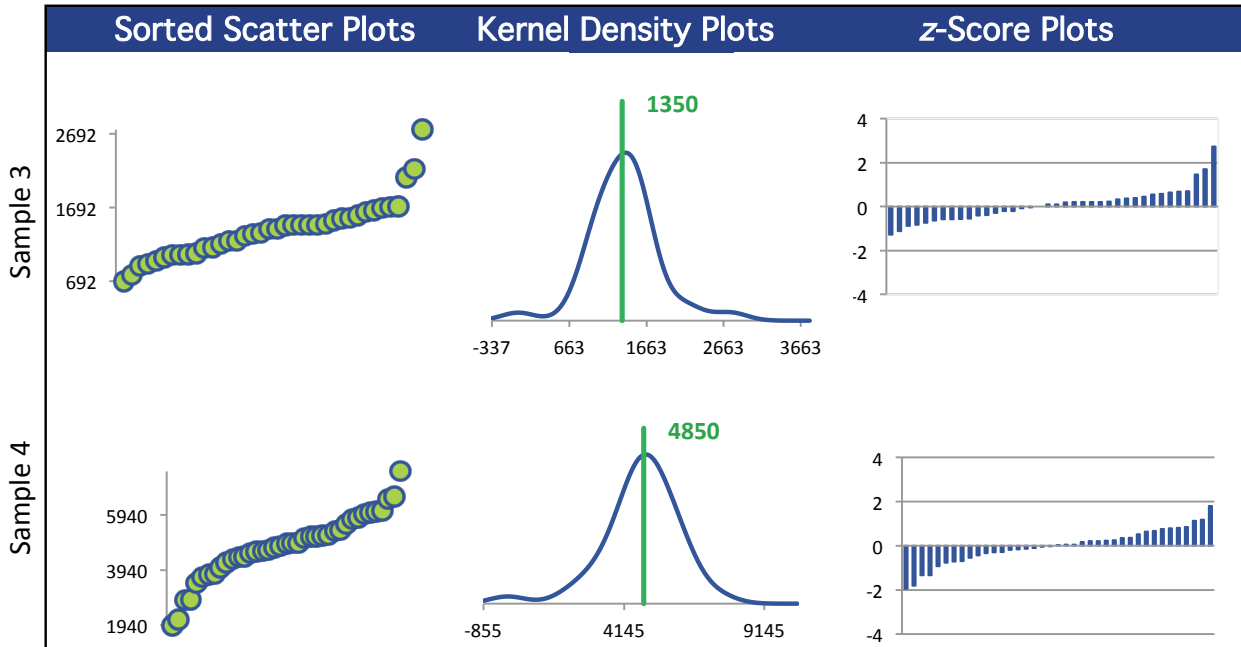 Sorted Scatter Plots
Kernel Density Plots
z-Score Plots
Sample 3
2692
1692
692
1350
-337 663 1663 2663 3663
4
2
0
-2
-4
Sample 4
5940
3940
1940
4850
-855 4145 9145
4
2
0
-2
-4